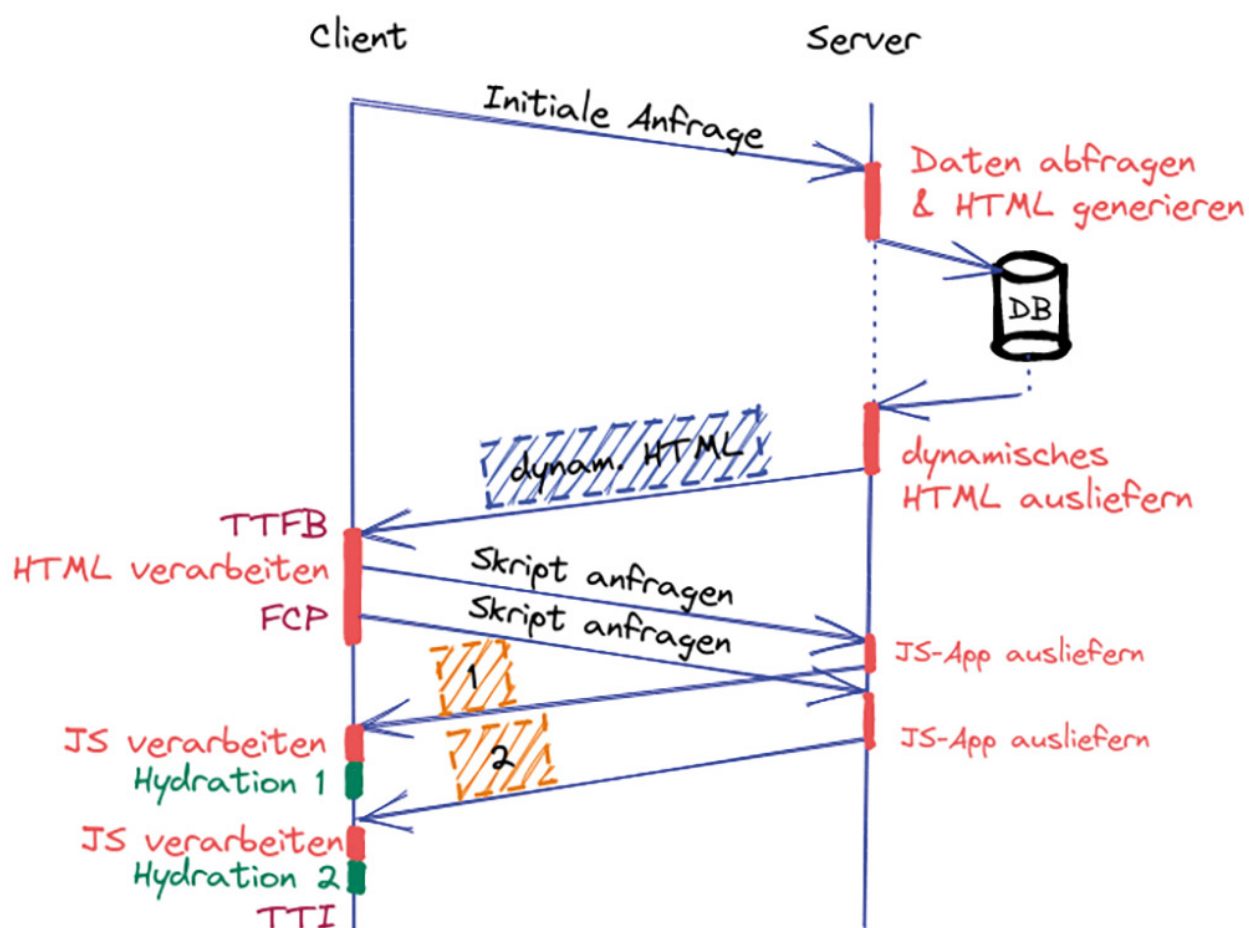 Client
Server
Initiale Anfrage
Daten abfragen
& HTML generieren
DB
dynam. HTML
dynamisches
HTML ausliefern
TTFB
HTML verarbeiten
FCP
Skript anfragen
Skript anfragen
JS-App ausliefern
1
JS-App ausliefern
2
JS verarbeiten
Hydration 1
JS verarbeiten
Hydration 2
TTI